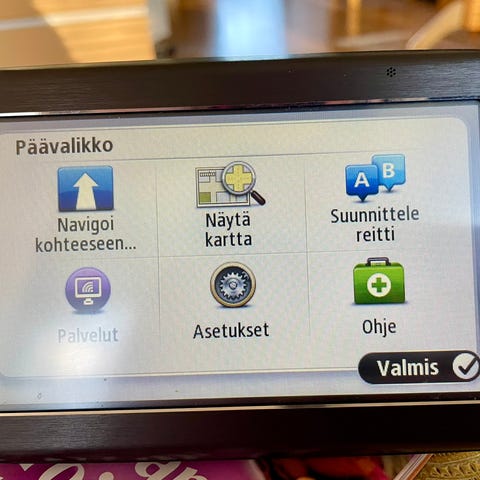 Päävalikko
Navigoi
kohteeseen...
Näytä
kartta
A B
Suunnittele
reitti
Palvelut
Asetukset
Ohje
Valmis